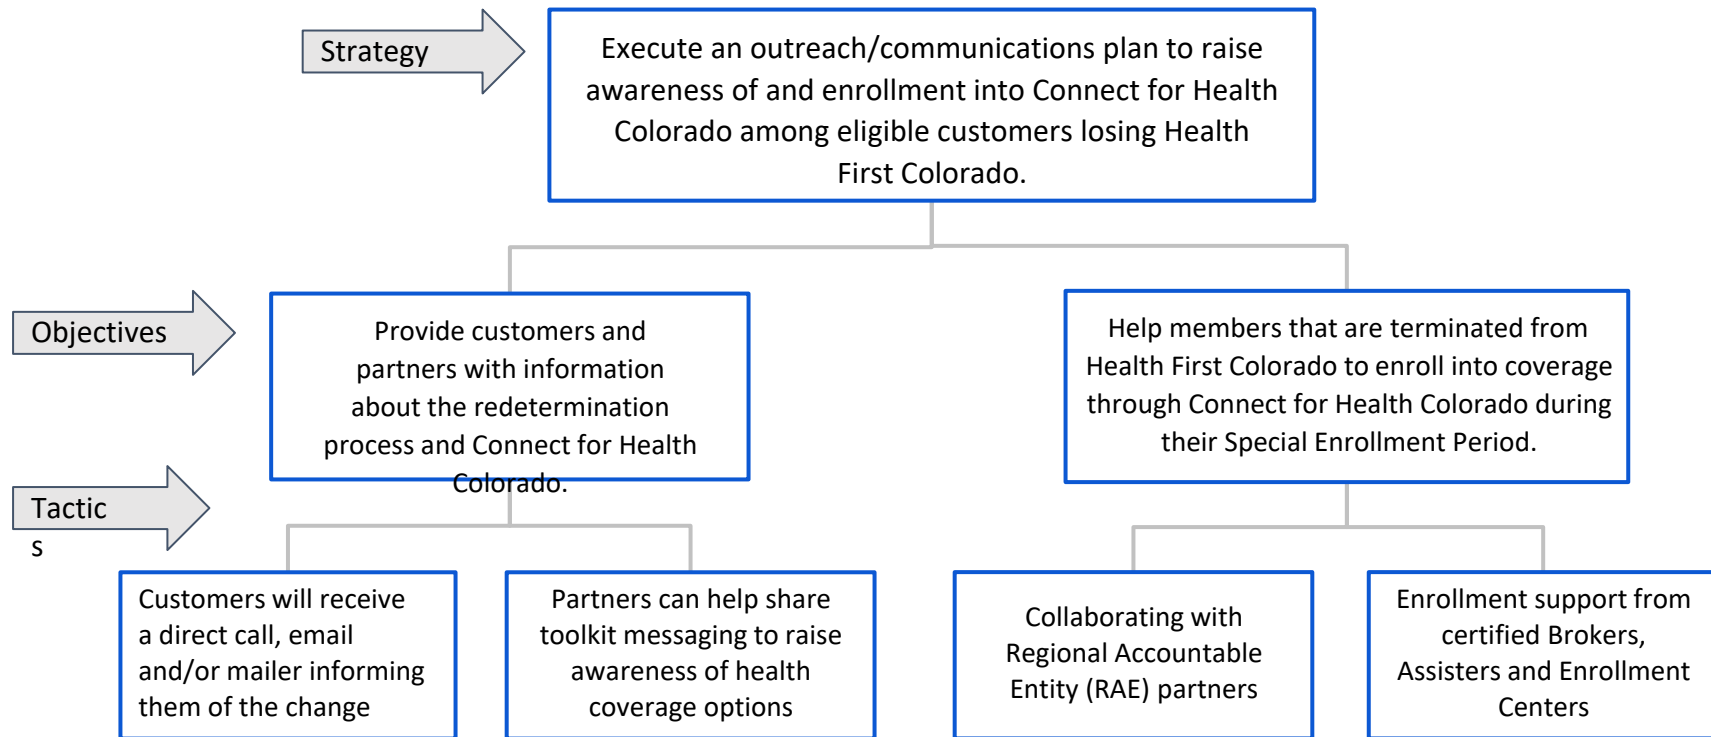 Strategy
Execute an outreach/communications plan to raise
awareness of and enrollment into Connect for Health
Colorado among eligible customers losing Health
First Colorado.
Objectives
Provide customers and
partners with information
about the redetermination
process and Connect for Health
Colorado.
Help members that are terminated from
Health First Colorado to enroll into coverage
through Connect for Health Colorado during
their Special Enrollment Period.
Tactic
s
Customers will receive
a direct call, email
and/or mailer informing
them of the change
Partners can help share
toolkit messaging to raise
awareness of health
coverage options
Collaborating with
Regional Accountable
Entity (RAE) partners
Enrollment support from
certified Brokers,
Assisters and Enrollment
Centers